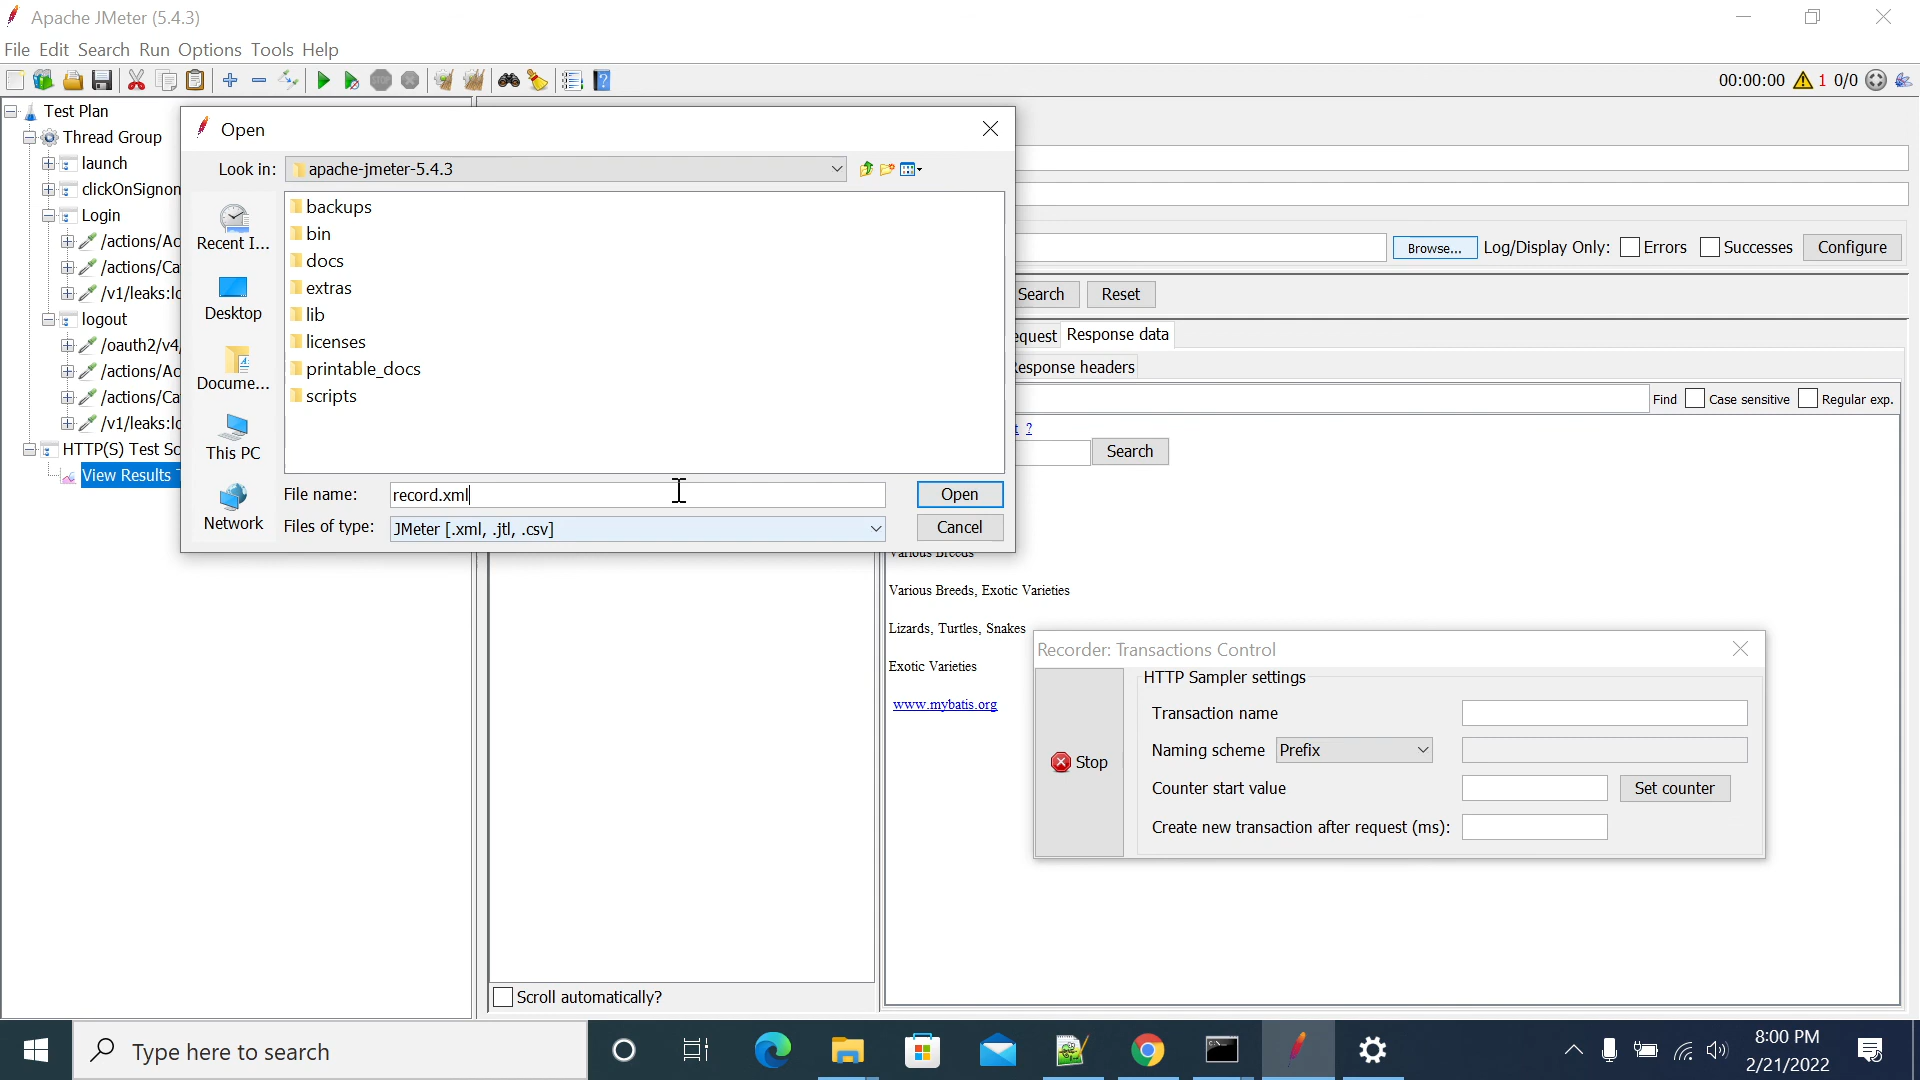 Apache JMeter (5.4.3)
File Edit Search Run Options Tools Help
00:00:00 1 0/0
Test Plan
Thread Group
launch
clickOnSignon
Login
/actions/Ac
/actions/Ca
/v1/leaks:lo
logout
/oauth2/v4/
/actions/Ac
/actions/Ca
/v1/leaks:lo
HTTP(S) Test Sc
View Results
Open
Look in: apache-jmeter-5.4.3
Recent I...
Desktop
Docume...
This PC
Network
backups
bin
docs
extras
lib
licenses
printable_docs
scripts
File name: record.xml Open
Files of type: JMeter [.xml, .jtl, .csv] Cancel
Browse... Log/Display Only: Errors Successes Configure
Search Reset
equest Response data
Response headers
Find Case sensitive Regular exp.
?
Search
Various Breeds
Various Breeds, Exotic Varieties
Lizards, Turtles, Snakes
Exotic Varieties
www.mybatis.org
Recorder: Transactions Control
Stop
HTTP Sampler settings
Transaction name
Naming scheme Prefix
Counter start value Set counter
Create new transaction after request (ms):
Scroll automatically?
Type here to search
8:00 PM
2/21/2022